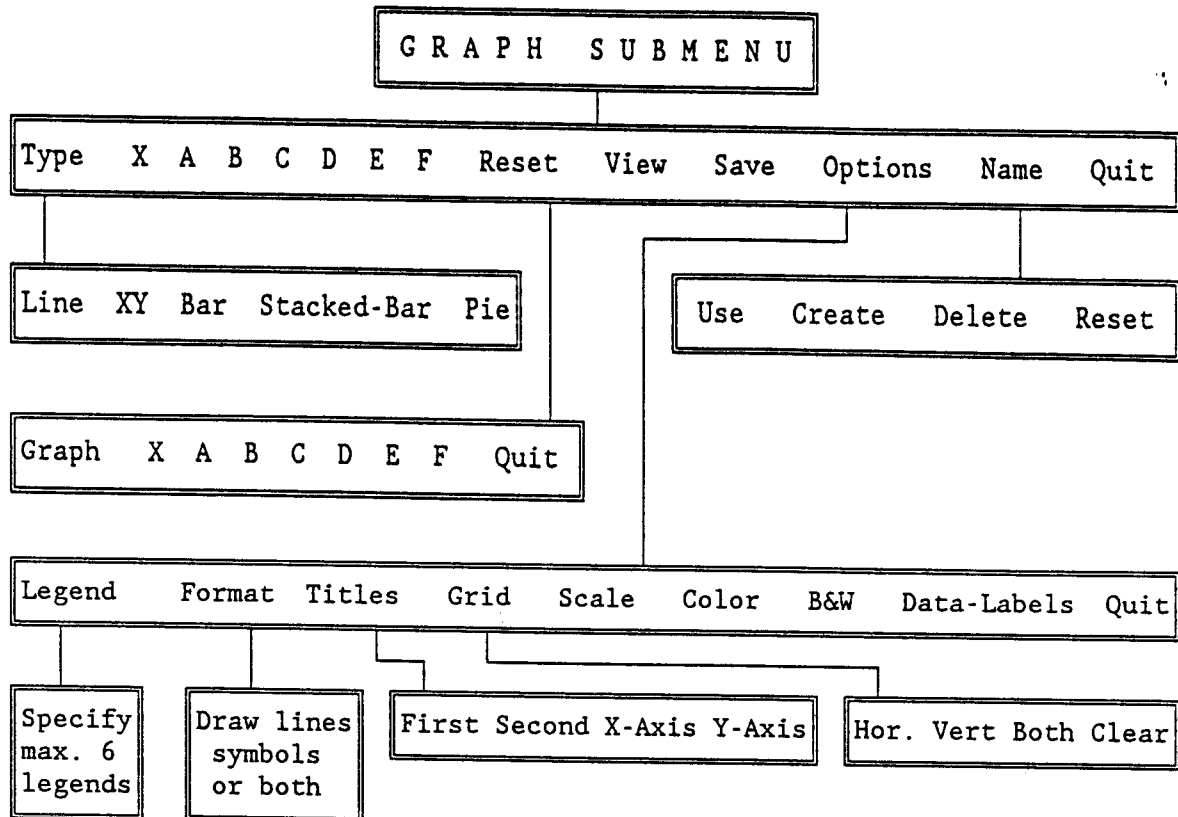 GRAPH SUBMENU
Type X A B C D E F Reset View Save Options Name Quit
Line XY Bar Stacked-Bar Pie
Use Create Delete Reset
Graph X A B C D E F Quit
Legend Format Titles Grid Scale Color B&W Data-Labels Quit
Specify
max. 6
legends
Draw lines
symbols
or both
First Second X-Axis Y-Axis
Hor. Vert Both Clear